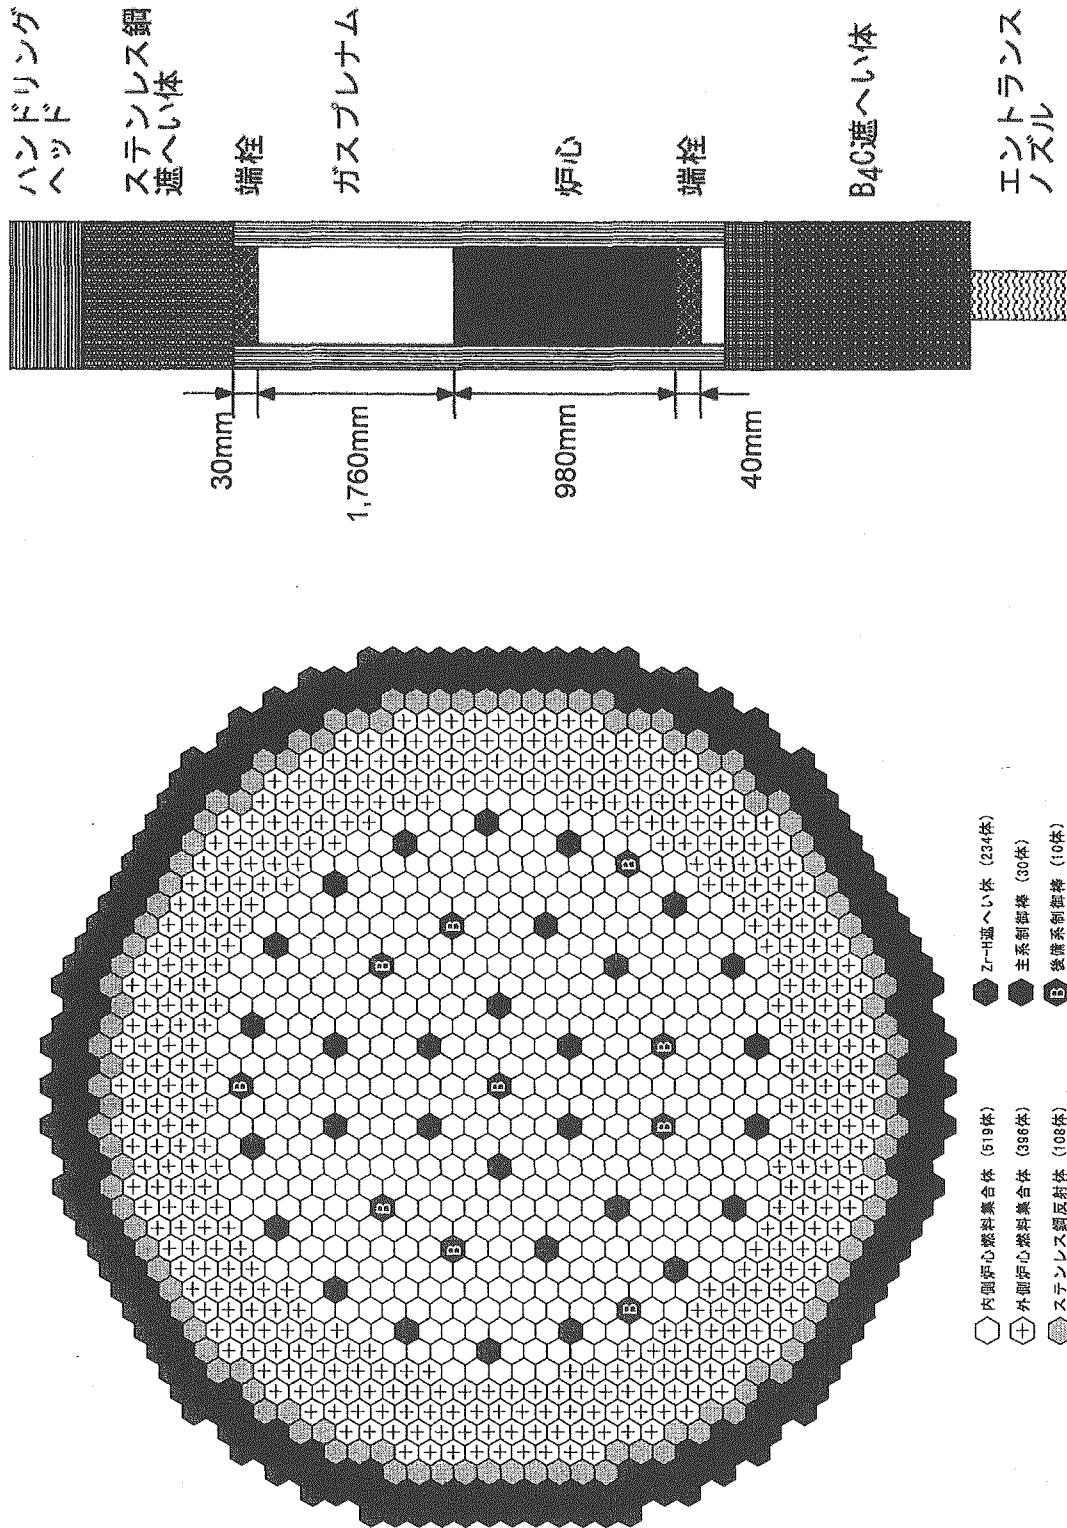 ハンドリング
ヘッド
ステンレス鋼
遮へい体
端栓
ガスプレナム
炉心
端栓
B4C遮へい体
エントランス
ノズル
30mm
1,760mm
980mm
40mm
B
B
B
B
B
B
B
B
B
B
内側炉心燃料集合体 (519体)
外側炉心燃料集合体 (396体)
ステンレス鋼反射体 (108体)
Zr-H遮へい体 (234体)
主系制御棒 (30体)
B 後備系制御棒 (10体)